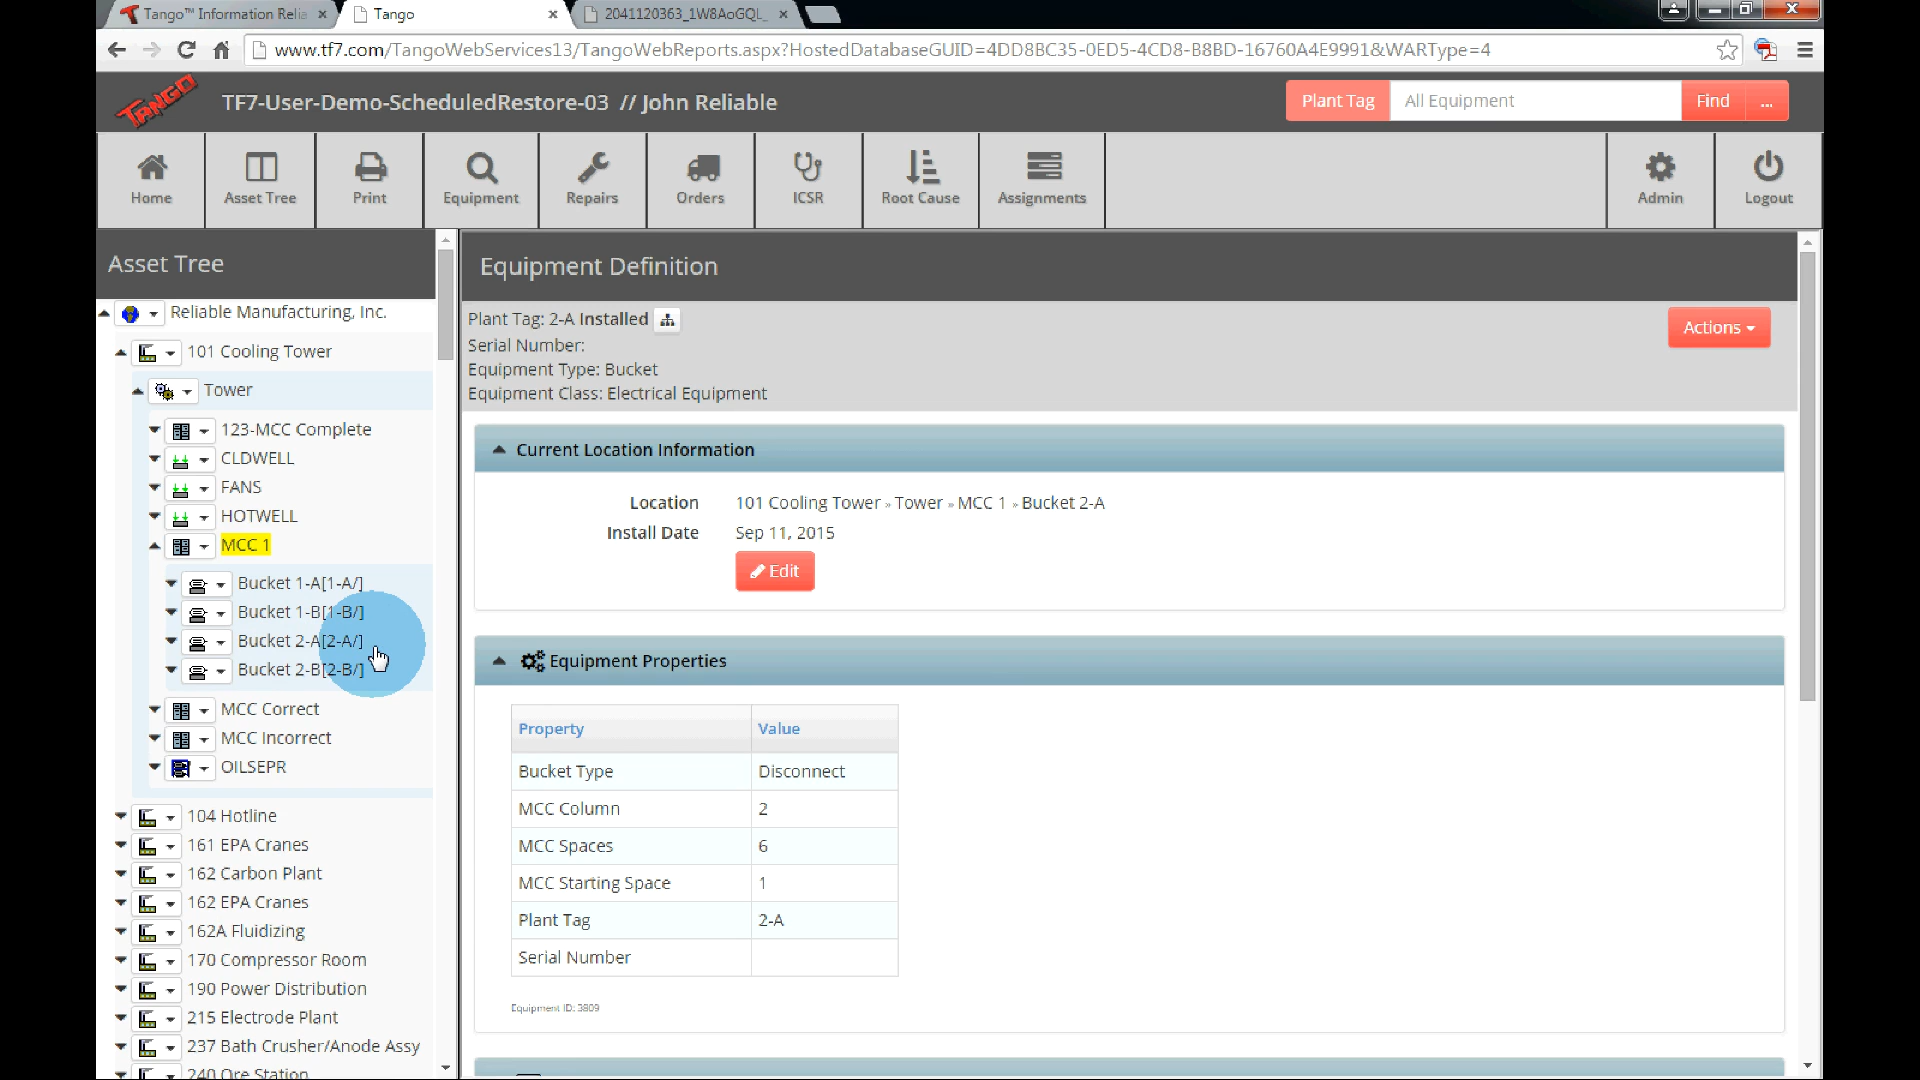 Tango™ Information Relia
Tango
2041120363_1W8AoGQL_
www.tf7.com/TangoWebServices13/TangoWebReports.aspx?HostedDatabaseGUID=4DD8BC35-0ED5-4CD8-B8BD-16760A4E9991&WARType=4
TANGO
TF7-User-Demo-ScheduledRestore-03 // John Reliable
Plant Tag
All Equipment
Find
...
Home
Asset Tree
Print
Equipment
Repairs
Orders
ICSR
Root Cause
Assignments
Admin
Logout
Asset Tree
Reliable Manufacturing, Inc.
101 Cooling Tower
Tower
123-MCC Complete
CLDWELL
FANS
HOTWELL
MCC 1
Bucket 1-A[1-A/]
Bucket 1-B[1-B/]
Bucket 2-A[2-A/]
Bucket 2-B[2-B/]
MCC Correct
MCC Incorrect
OILSEPR
104 Hotline
161 EPA Cranes
162 Carbon Plant
162 EPA Cranes
162A Fluidizing
170 Compressor Room
190 Power Distribution
215 Electrode Plant
237 Bath Crusher/Anode Assy
240 Ore Station
Equipment Definition
Plant Tag: 2-A Installed
Serial Number:
Equipment Type: Bucket
Equipment Class: Electrical Equipment
Actions
Current Location Information
Location 101 Cooling Tower » Tower » MCC 1 » Bucket 2-A
Install Date Sep 11, 2015
Edit
Equipment Properties
Property Value
Bucket Type Disconnect
MCC Column 2
MCC Spaces 6
MCC Starting Space 1
Plant Tag 2-A
Serial Number
Equipment ID: 3809